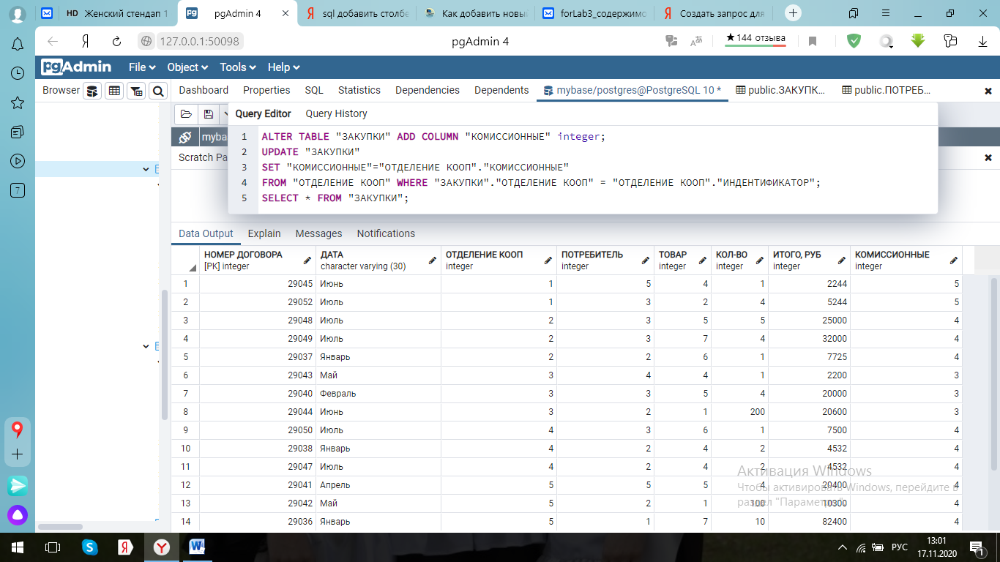 HD Женский стендап 1
pgAdmin 4
sql добавить столбе
Как добавить новый
forLab3_содержимо
Создать запрос для
127.0.0.1:50098
pgAdmin 4
★144 отзыва
pgAdmin
File Object Tools Help
Browser
Dashboard Properties SQL Statistics Dependencies Dependents mybase/postgres@PostgreSQL 10 * public.ЗАКУПК... public.ПОТРЕБ...
Query Editor Query History
1 ALTER TABLE "ЗАКУПКИ" ADD COLUMN "КОМИССИОННЫЕ" integer;
myba
2 UPDATE "ЗАКУПКИ"
Scratch Pa
3 SET "КОМИССИОННЫЕ"="ОТДЕЛЕНИЕ КООП"."КОМИССИОННЫЕ"
4 FROM "ОТДЕЛЕНИЕ КООП" WHERE "ЗАКУПКИ"."ОТДЕЛЕНИЕ КООП" = "ОТДЕЛЕНИЕ КООП"."ИНДЕНТИФИКАТОР";
5 SELECT * FROM "ЗАКУПКИ";
7
Data Output Explain Messages Notifications
НОМЕР ДОГОВОРА ДАТА ОТДЕЛЕНИЕ КООП ПОТРЕБИТЕЛЬ ТОВАР КОЛ-ВО ИТОГО, РУБ КОМИССИОННЫЕ
[PK] integer character varying (30) integer integer integer integer integer integer
1 29045 Июнь 1 5 4 1 2244 5
2 29052 Июль 1 3 2 4 5244 5
3 29048 Июль 2 3 5 5 25000 4
4 29049 Июль 2 3 7 4 32000 4
5 29037 Январь 2 2 6 1 7725 4
6 29043 Май 3 4 4 1 2200 3
7 29040 Февраль 3 3 5 4 20000 3
8 29044 Июнь 3 2 1 200 20600 3
9 29050 Июль 4 3 6 1 7500 4
10 29038 Январь 4 2 4 2 4532 4
11 29047 Июль 4 2 4 2 4532 4
12 29041 Апрель 5 5 5 4 20400 4
13 29042 Май 5 2 1 100 10300 4
14 29036 Январь 5 1 7 10 82400 4
Активация Windows
Чтобы активировать Windows, перейдите в
раздел "Параметры".
РУС
13:01
17.11.2020
1